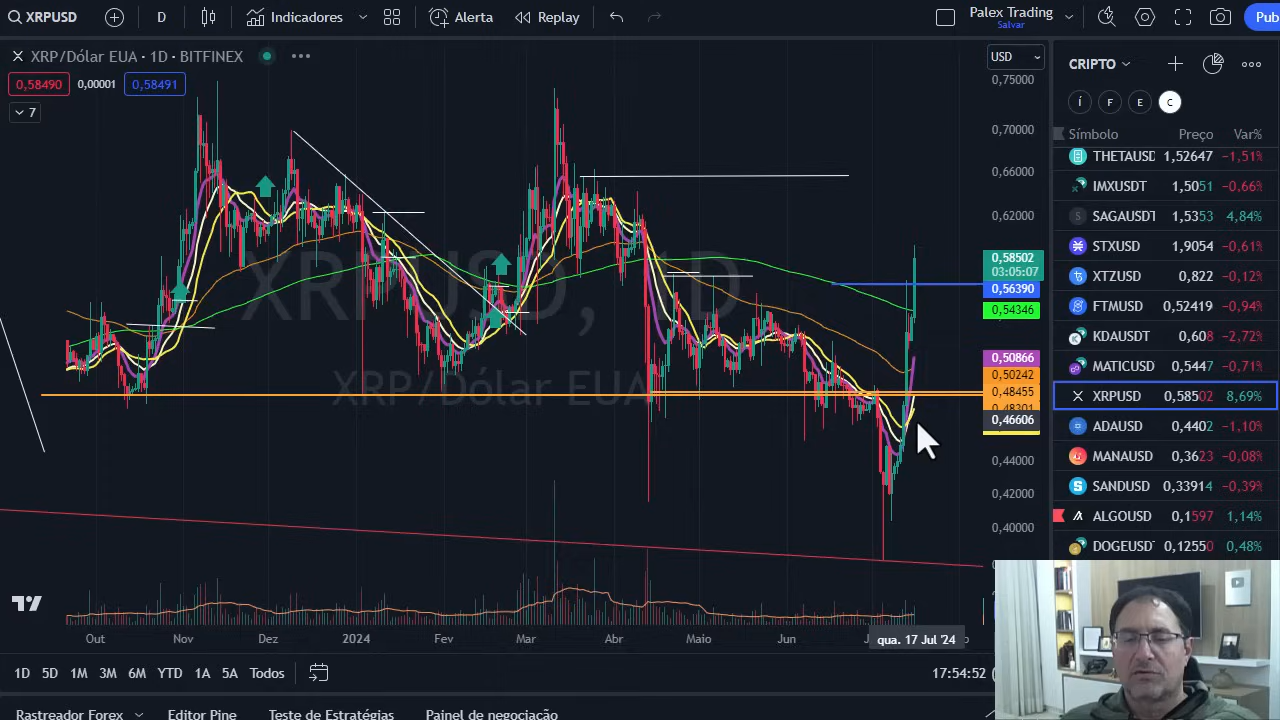 XRPUSD
D
Indicadores
Alerta
Replay
Palex Trading
Salvar
Pub
XRP/Dólar EUA · 1D · BITFINEX
USD
0,58490
0,00001
0,58491
7
CRIPTO
Í
F
E
C
Símbolo
Preço
Var%
THETAUSD 1,52647 −1,51%
IMXUSDT 1,5051 −0,66%
SAGAUSDT 1,5353 4,84%
STXUSD 1,9054 −0,61%
XTZUSD 0,822 −0,12%
FTMUSD 0,52419 −0,94%
KDAUSDT 0,608 −2,72%
MATICUSD 0,5447 −0,71%
XRPUSD 0,58502 8,69%
ADAUSD 0,4402 −1,10%
MANAUSD 0,3623 −0,08%
SANDUSD 0,33914 −0,39%
ALGOUSD 0,1597 1,14%
DOGEUSD 0,12550 0,48%
XRPUSD, 1D
XRP/Dólar EUA
0,75000
0,70000
0,66000
0,62000
0,58502
03:05:07
0,56390
0,54346
0,50866
0,50242
0,48455
0,46606
0,44000
0,42000
0,40000
Out
Nov
Dez
2024
Fev
Mar
Abr
Maio
Jun
qua. 17 Jul '24
1D
5D
1M
3M
6M
YTD
1A
5A
Todos
17:54:52
Rastreador Forex
Editor Pine
Teste de Estratégias
Painel de negociação